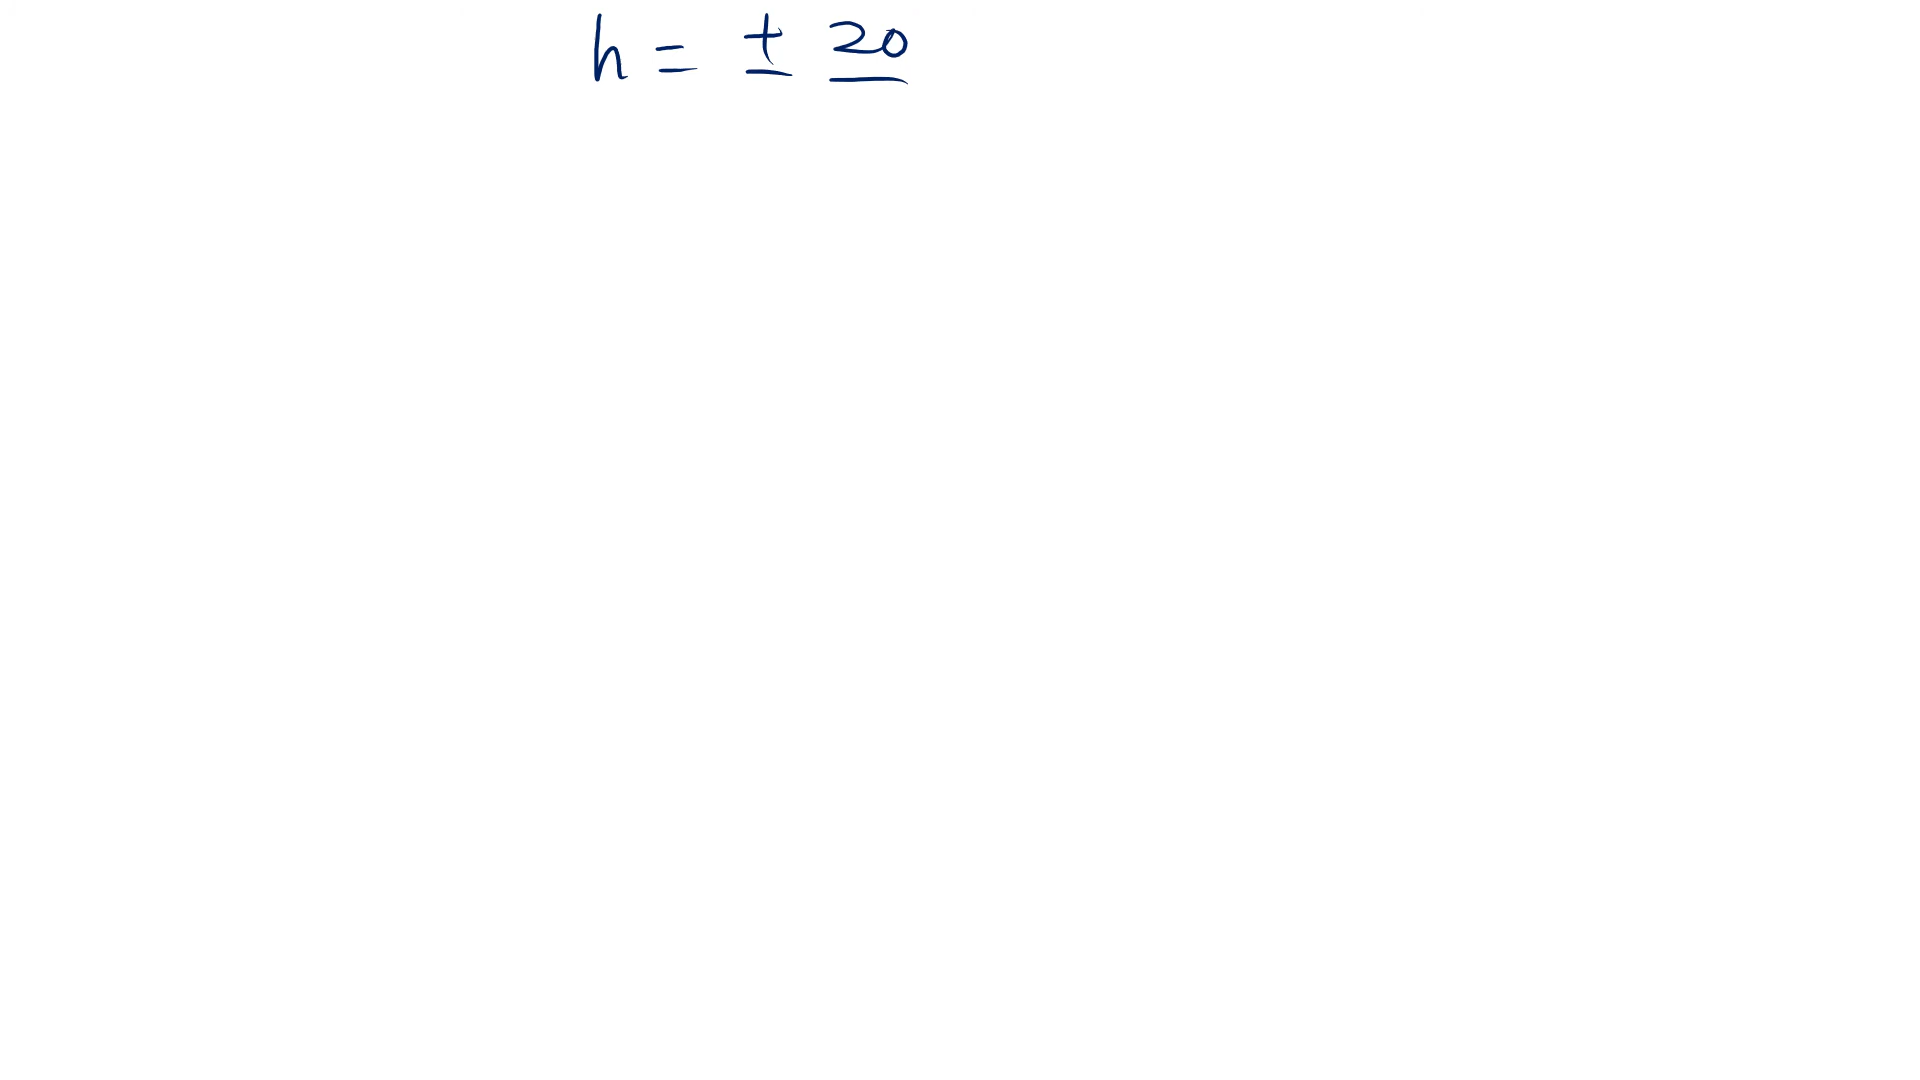 h = ± 20